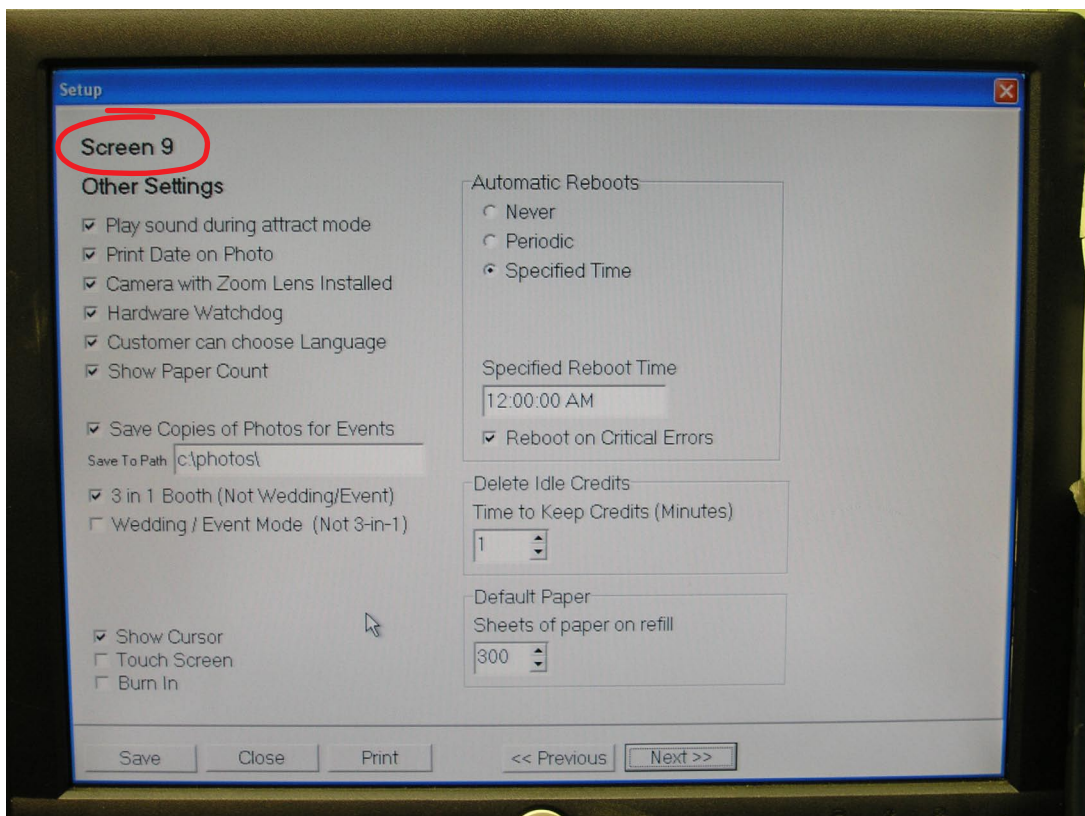 Setup
Screen 9
Other Settings
Play sound during attract mode
Print Date on Photo
Camera with Zoom Lens Installed
Hardware Watchdog
Customer can choose Language
Show Paper Count
Save Copies of Photos for Events
Save To Path c:\photos\
3 in 1 Booth (Not Wedding/Event)
Wedding / Event Mode (Not 3-in-1)
Show Cursor
Touch Screen
Burn In
Automatic Reboots
Never
Periodic
Specified Time
Specified Reboot Time
12:00:00 AM
Reboot on Critical Errors
Delete Idle Credits
Time to Keep Credits (Minutes)
1
Default Paper
Sheets of paper on refill
300
Save Close Print << Previous Next >>